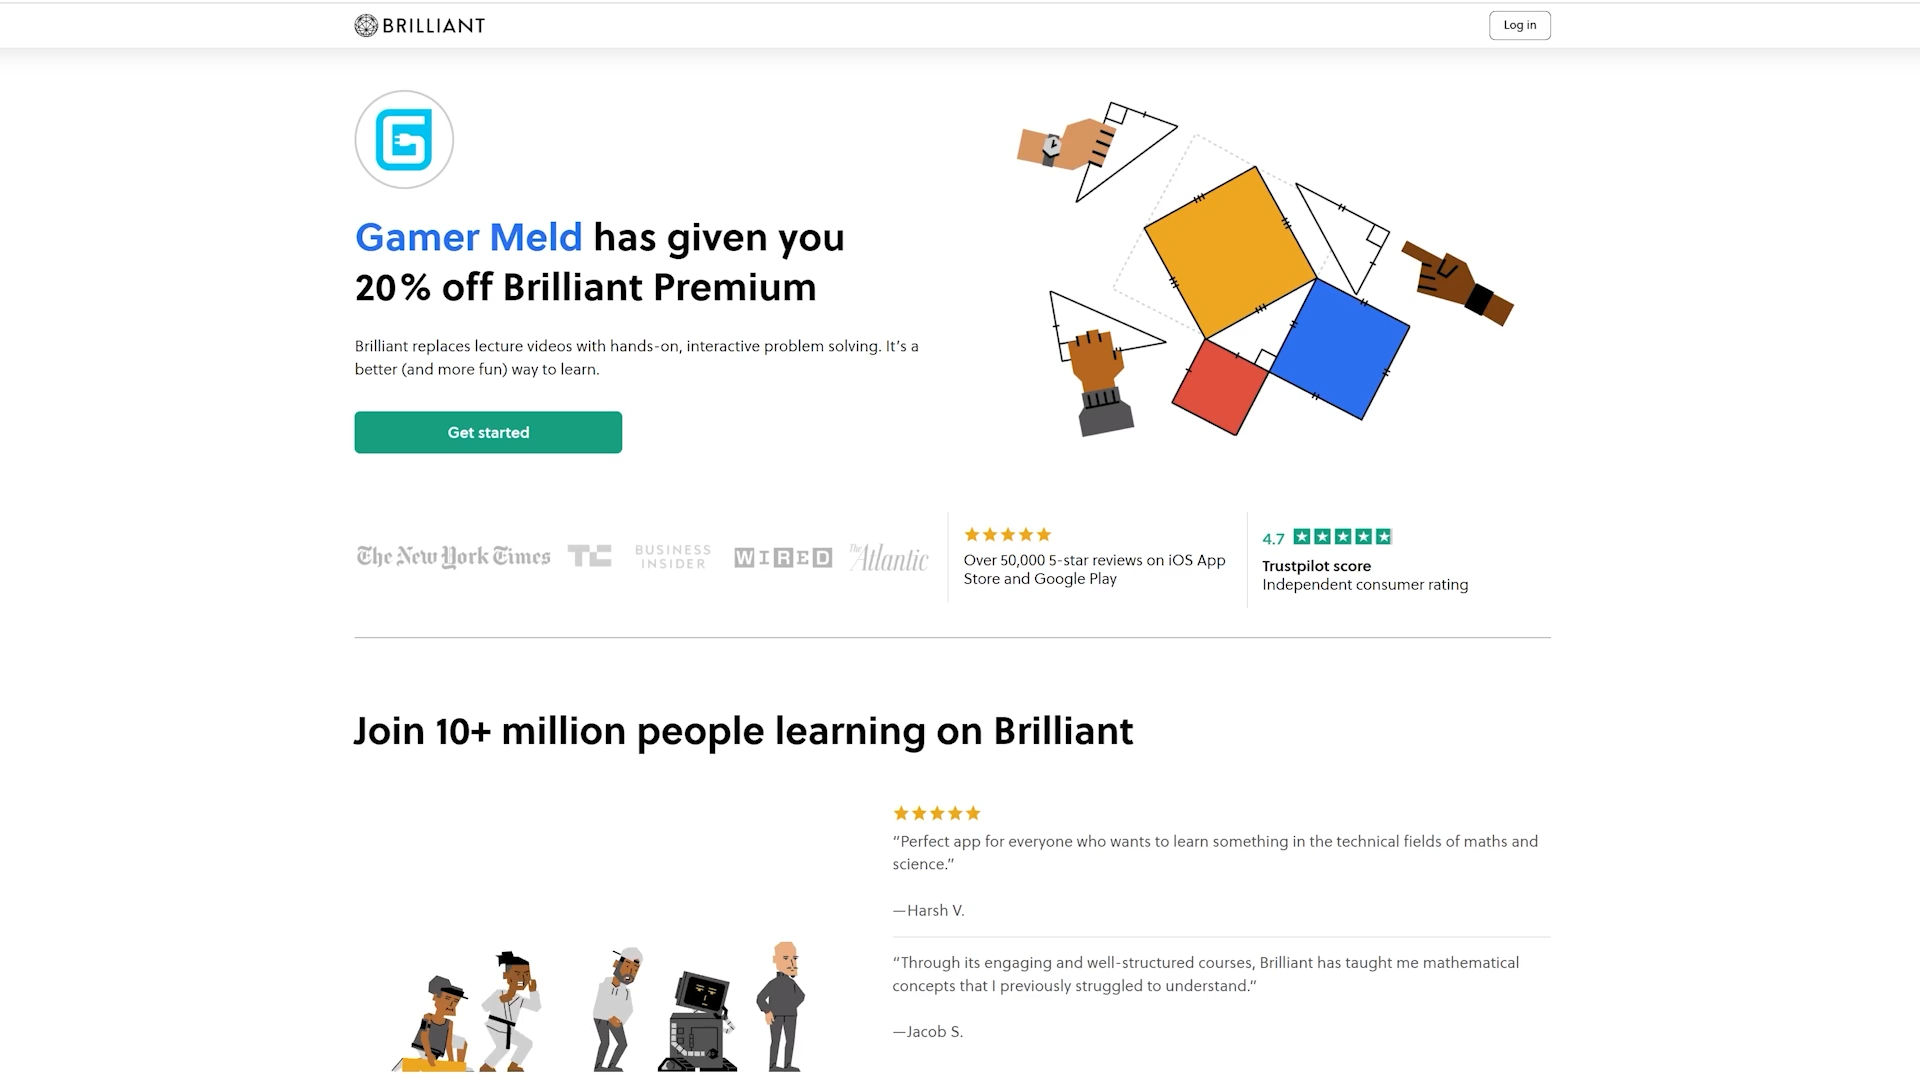 BRILLIANT
Log in
Gamer Meld has given you
20% off Brilliant Premium
Brilliant replaces lecture videos with hands-on, interactive problem solving. It’s a
better (and more fun) way to learn.
Get started
The New York Times
TC
BUSINESS
INSIDER
WIRED
The Atlantic
Over 50,000 5-star reviews on iOS App
Store and Google Play
4.7
Trustpilot score
Independent consumer rating
Join 10+ million people learning on Brilliant
“Perfect app for everyone who wants to learn something in the technical fields of maths and
science.”
—Harsh V.
“Through its engaging and well-structured courses, Brilliant has taught me mathematical
concepts that I previously struggled to understand.”
—Jacob S.